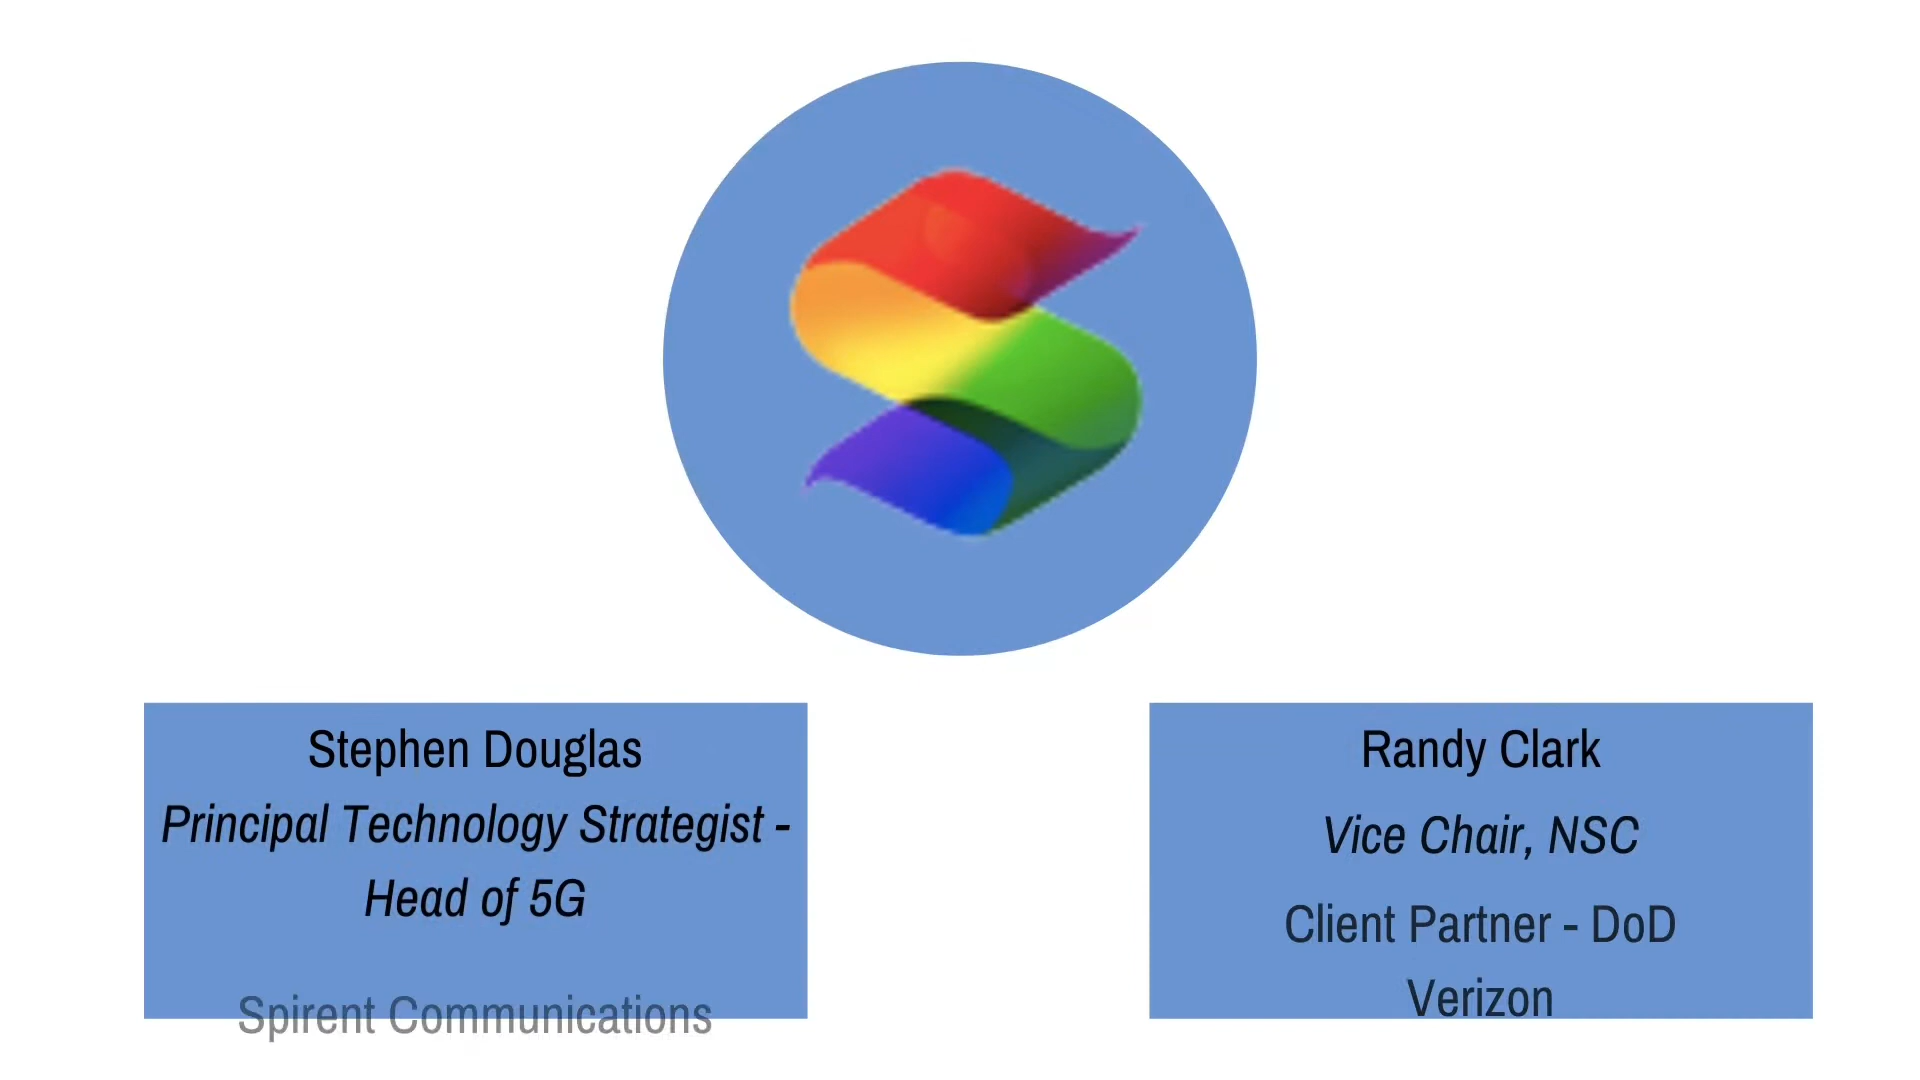 Stephen Douglas
Principal Technology Strategist -
Head of 5G
Spirent Communications
Randy Clark
Vice Chair, NSC
Client Partner - DoD
Verizon